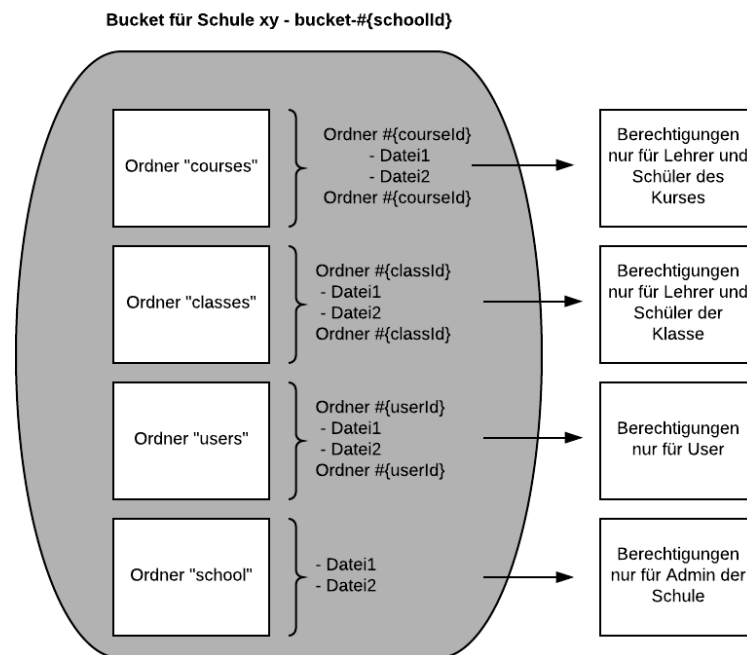 Bucket für Schule xy - bucket-#{schoolId}
Ordner "courses"
Ordner #{courseId}
- Datei1
- Datei2
Ordner #{courseId}
Berechtigungen
nur für Lehrer und
Schüler des
Kurses
Ordner "classes"
Ordner #{classId}
- Datei1
- Datei2
Ordner #{classId}
Berechtigungen
nur für Lehrer und
Schüler der
Klasse
Ordner "users"
Ordner #{userId}
- Datei1
- Datei2
Ordner #{userId}
Berechtigungen
nur für User
Ordner "school"
- Datei1
- Datei2
Berechtigungen
nur für Admin der
Schule